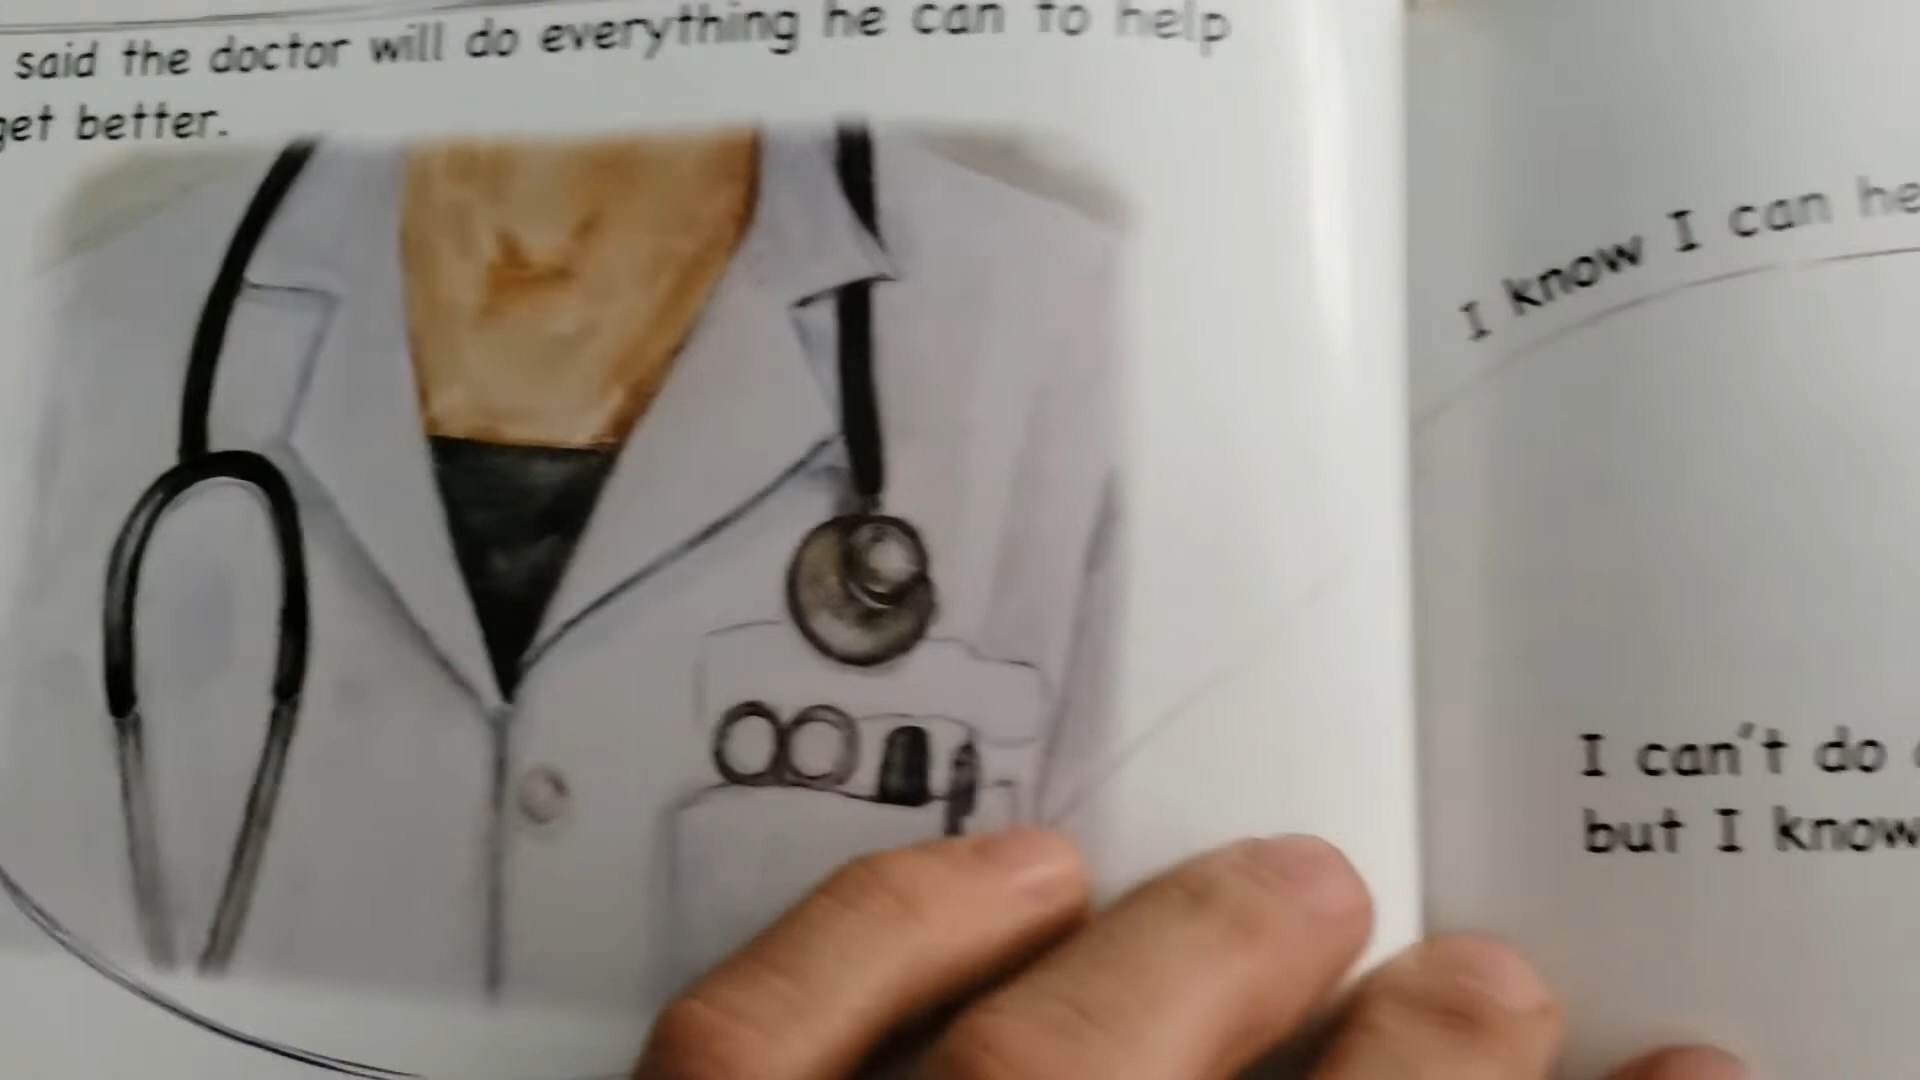 said the doctor will do everything he can to help
get better.
I know I can he
I can't do
but I know